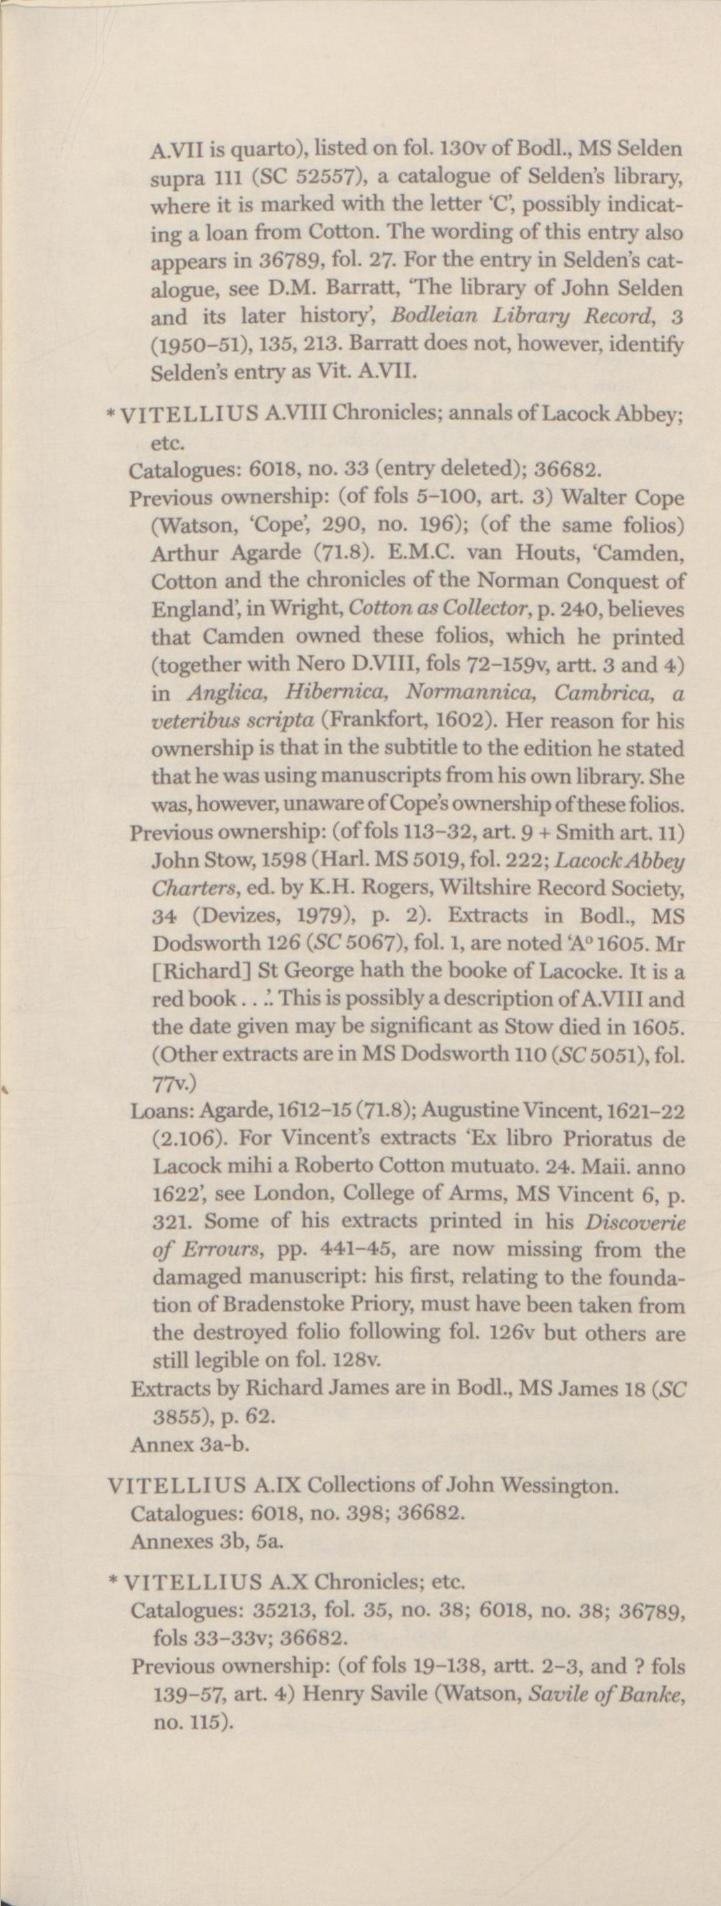 A.VII is quarto), listed on fol. 130v of Bodl., MS Selden
supra 111 (SC 52557), a catalogue of Selden's library,
where it is marked with the letter 'C', possibly indicat-
ing a loan from Cotton. The wording of this entry also
appears in 36789, fol. 27. For the entry in Selden's cat-
alogue, see D.M. Barratt, 'The library of John Selden
and its later history', Bodleian Library Record, 3
(1950–51), 135, 213. Barratt does not, however, identify
Selden's entry as Vit. A.VII.
* VITELLIUS A.VIII Chronicles; annals of Lacock Abbey;
etc.
Catalogues: 6018, no. 33 (entry deleted); 36682.
Previous ownership: (of fols 5–100, art. 3) Walter Cope
(Watson, 'Cope', 290, no. 196); (of the same folios)
Arthur Agarde (71.8). E.M.C. van Houts, 'Camden,
Cotton and the chronicles of the Norman Conquest of
England', in Wright, Cotton as Collector, p. 240, believes
that Camden owned these folios, which he printed
(together with Nero D.VIII, fols 72–159v, artt. 3 and 4)
in Anglica, Hibernica, Normannica, Cambrica, a
veteribus scripta (Frankfort, 1602). Her reason for his
ownership is that in the subtitle to the edition he stated
that he was using manuscripts from his own library. She
was, however, unaware of Cope's ownership of these folios.
Previous ownership: (of fols 113–32, art. 9 + Smith art. 11)
John Stow, 1598 (Harl. MS 5019, fol. 222; Lacock Abbey
Charters, ed. by K.H. Rogers, Wiltshire Record Society,
34 (Devizes, 1979), p. 2). Extracts in Bodl., MS
Dodsworth 126 (SC 5067), fol. 1, are noted 'Aº 1605. Mr
[Richard] St George hath the booke of Lacocke. It is a
red book . . .'. This is possibly a description of A.VIII and
the date given may be significant as Stow died in 1605.
(Other extracts are in MS Dodsworth 110 (SC 5051), fol.
77v.)
Loans: Agarde, 1612–15 (71.8); Augustine Vincent, 1621–22
(2.106). For Vincent's extracts 'Ex libro Prioratus de
Lacock mihi a Roberto Cotton mutuato. 24. Maii. anno
1622', see London, College of Arms, MS Vincent 6, p.
321. Some of his extracts printed in his Discoverie
of Errours, pp. 441–45, are now missing from the
damaged manuscript: his first, relating to the founda-
tion of Bradenstoke Priory, must have been taken from
the destroyed folio following fol. 126v but others are
still legible on fol. 128v.
Extracts by Richard James are in Bodl., MS James 18 (SC
3855), p. 62.
Annex 3a-b.
VITELLIUS A.IX Collections of John Wessington.
Catalogues: 6018, no. 398; 36682.
Annexes 3b, 5a.
* VITELLIUS A.X Chronicles; etc.
Catalogues: 35213, fol. 35, no. 38; 6018, no. 38; 36789,
fols 33–33v; 36682.
Previous ownership: (of fols 19–138, artt. 2–3, and ? fols
139–57, art. 4) Henry Savile (Watson, Savile of Banke,
no. 115).